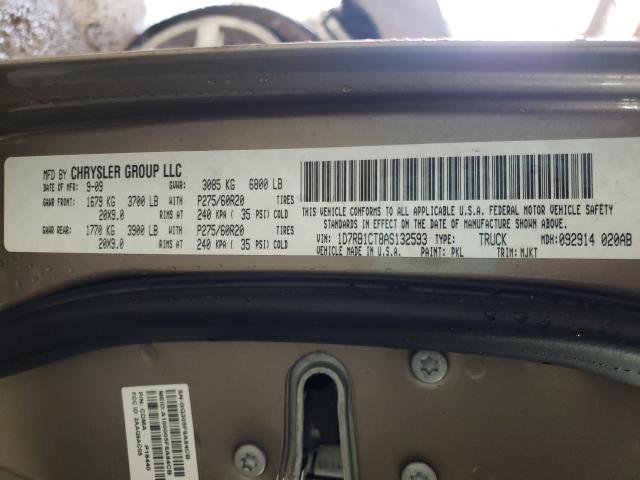 MFD BY CHRYSLER GROUP LLC
DATE OF MFR: 9-09 GVWR: 3085 KG 6800 LB
GAWR FRONT: 1679 KG 3700 LB WITH P275/60R20 TIRES
20X9.0 RIMS AT 240 KPA ( 35 PSI) COLD
GAWR REAR: 1770 KG 3900 LB WITH P275/60R20 TIRES
20X9.0 RIMS AT 240 KPA ( 35 PSI) COLD
THIS VEHICLE CONFORMS TO ALL APPLICABLE U.S.A. FEDERAL MOTOR VEHICLE SAFETY
STANDARDS IN EFFECT ON THE DATE OF MANUFACTURE SHOWN ABOVE
VIN: 1D7RB1CT8AS132593 TYPE: TRUCK MDH: 092914 020AB
VEHICLE MADE IN U.S.A. PAINT: PKL TRIM: MJKT
P/N: CDMA P18440